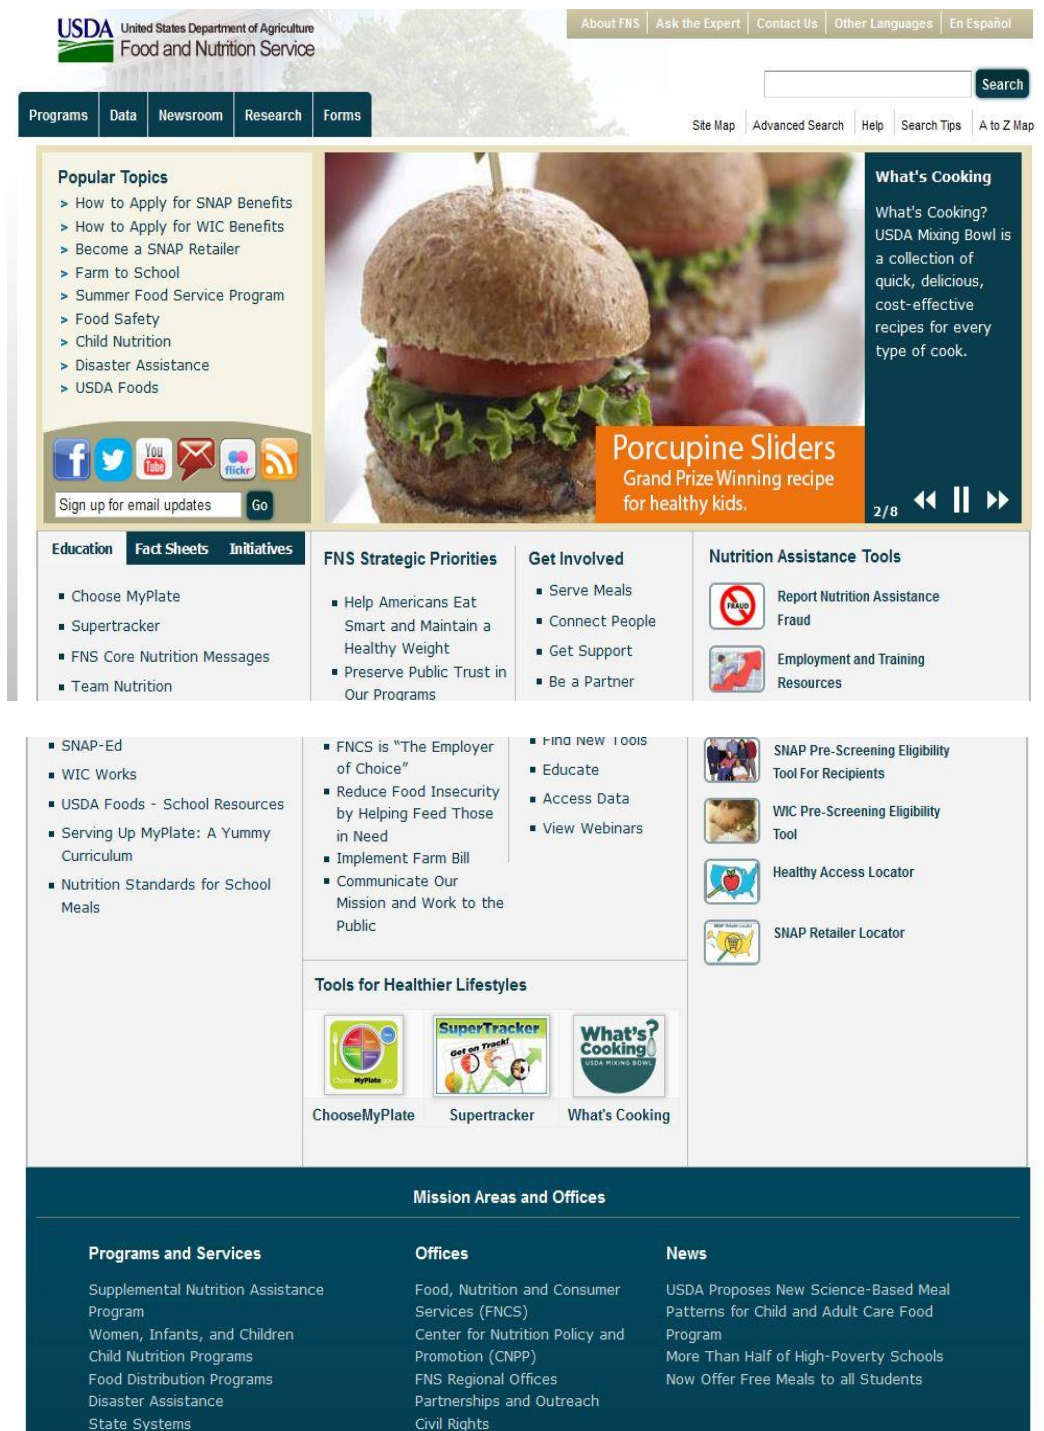 USDA United States Department of Agriculture
Food and Nutrition Service
About FNS Ask the Expert Contact Us Other Languages En Español
Search
Programs Data Newsroom Research Forms
Site Map Advanced Search Help Search Tips A to Z Map
Popular Topics
How to Apply for SNAP Benefits
How to Apply for WIC Benefits
Become a SNAP Retailer
Farm to School
Summer Food Service Program
Food Safety
Child Nutrition
Disaster Assistance
USDA Foods
You
Tube
flickr
Sign up for email updates Go
Porcupine Sliders
Grand Prize Winning recipe
for healthy kids.
What's Cooking
What's Cooking?
USDA Mixing Bowl is
a collection of
quick, delicious,
cost-effective
recipes for every
type of cook.
2/8
Education Fact Sheets Initiatives
Choose MyPlate
Supertracker
FNS Core Nutrition Messages
Team Nutrition
FNS Strategic Priorities
Help Americans Eat
Smart and Maintain a
Healthy Weight
Preserve Public Trust in
Our Programs
Get Involved
Serve Meals
Connect People
Get Support
Be a Partner
Nutrition Assistance Tools
FRAUD
Report Nutrition Assistance
Fraud
Employment and Training
Resources
SNAP-Ed
WIC Works
USDA Foods - School Resources
Serving Up MyPlate: A Yummy
Curriculum
Nutrition Standards for School
Meals
FNCS is "The Employer
of Choice"
Reduce Food Insecurity
by Helping Feed Those
in Need
Implement Farm Bill
Communicate Our
Mission and Work to the
Public
Find New Tools
Educate
Access Data
View Webinars
SNAP Pre-Screening Eligibility
Tool For Recipients
WIC Pre-Screening Eligibility
Tool
Healthy Access Locator
SNAP Retailer Locator
Tools for Healthier Lifestyles
ChooseMyPlate.gov
SuperTracker
Get on Track!
What's
Cooking?
USDA MIXING BOWL
ChooseMyPlate Supertracker What's Cooking
Mission Areas and Offices
Programs and Services
Supplemental Nutrition Assistance
Program
Women, Infants, and Children
Child Nutrition Programs
Food Distribution Programs
Disaster Assistance
State Systems
Offices
Food, Nutrition and Consumer
Services (FNCS)
Center for Nutrition Policy and
Promotion (CNPP)
FNS Regional Offices
Partnerships and Outreach
Civil Rights
News
USDA Proposes New Science-Based Meal
Patterns for Child and Adult Care Food
Program
More Than Half of High-Poverty Schools
Now Offer Free Meals to all Students